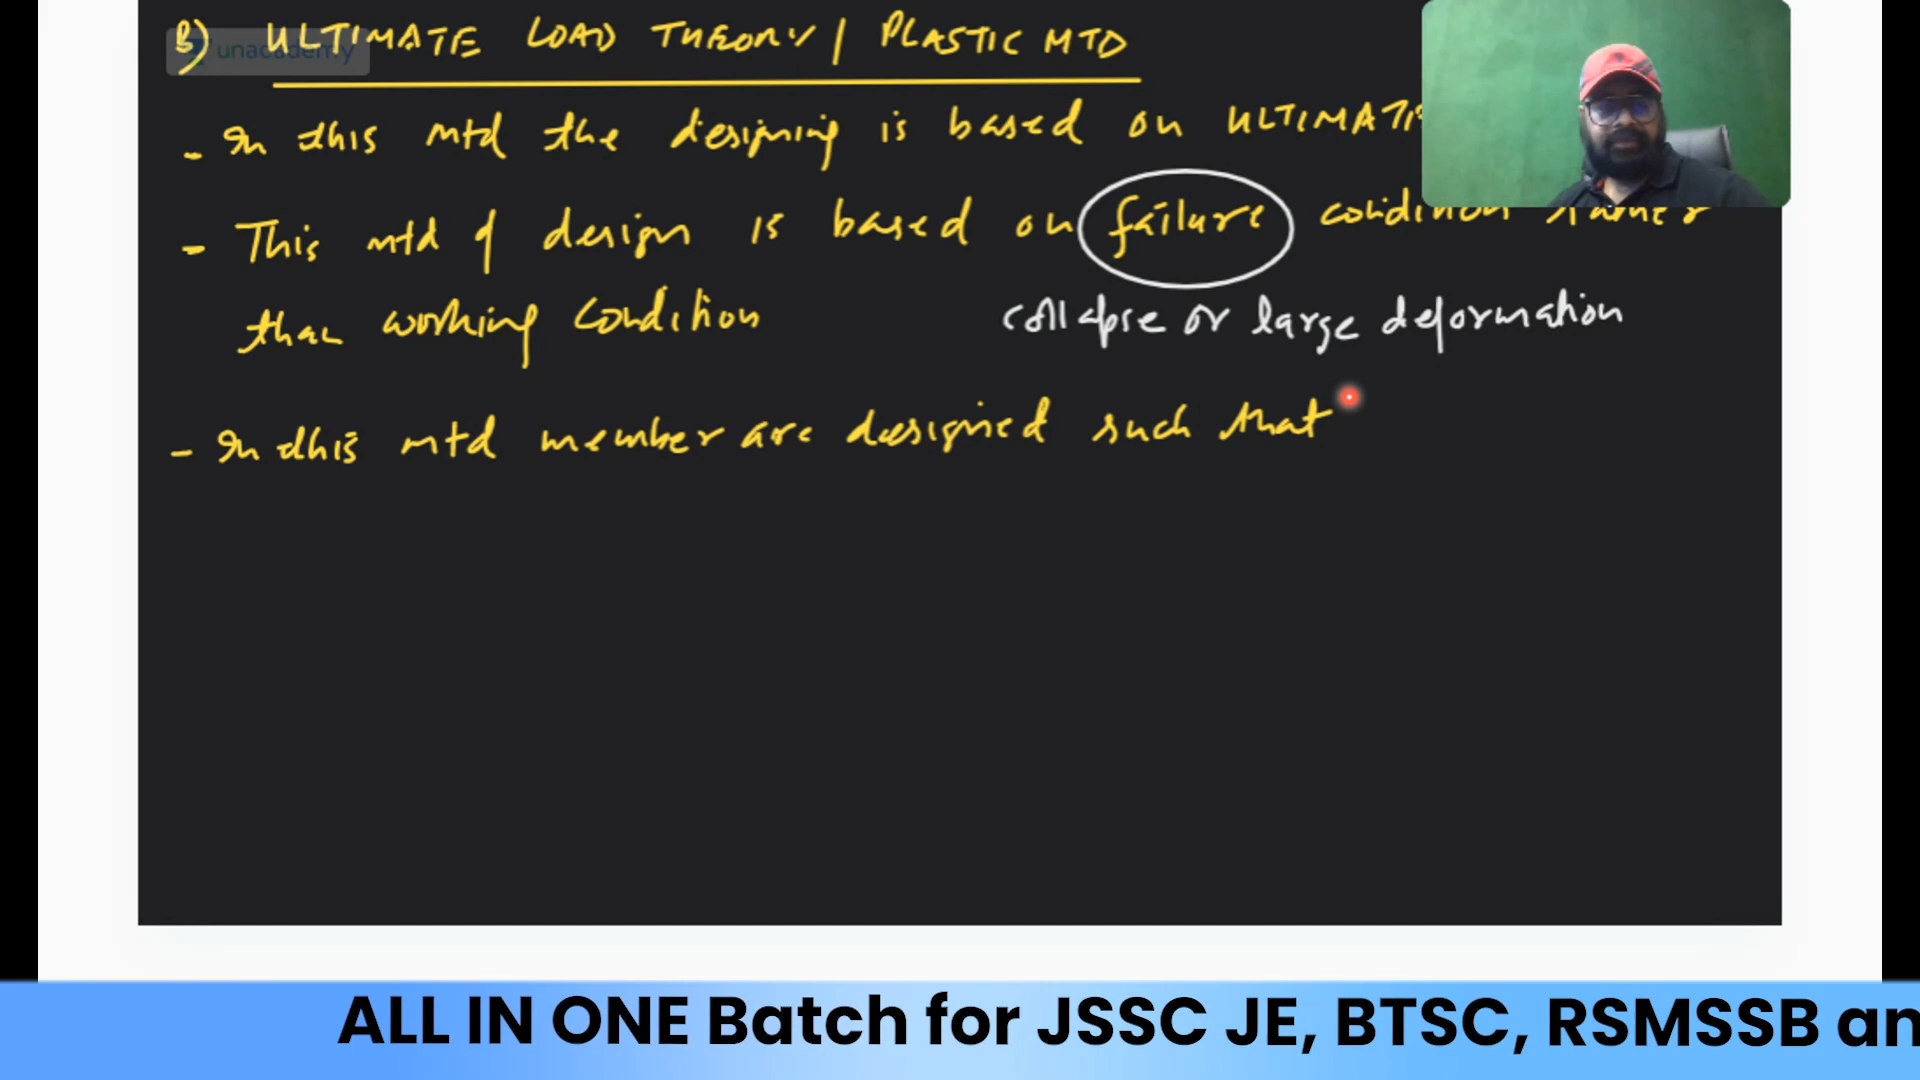 B) ULTIMATE LOAD THEORY / PLASTIC MTD
unacademy
- In this mtd the designing is based on ULTIMATE
- This mtd of design is based on failure condition rather
than working condition
collapse or large deformation
- In this mtd member are designed such that
ALL IN ONE Batch for JSSC JE, BTSC, RSMSSB an